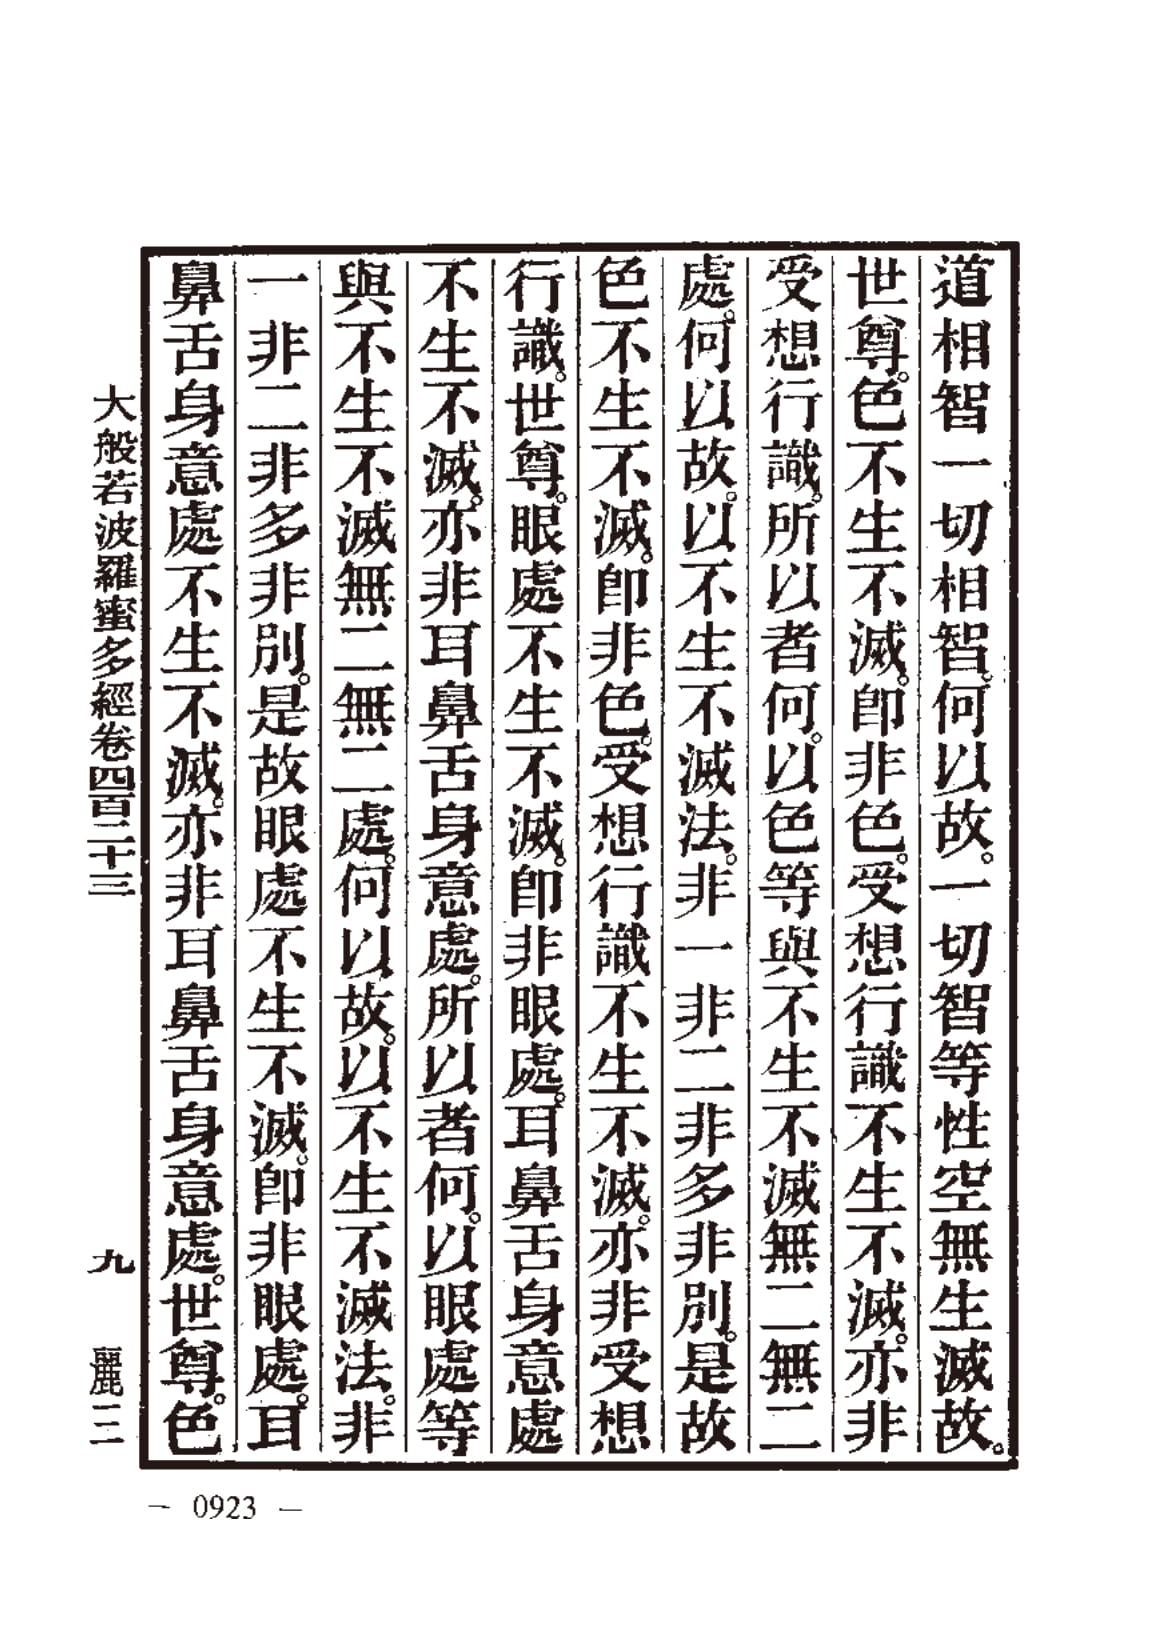 道相智一切相智。何以故。一切智等性空無生滅故。
世尊。色不生不滅。卽非色。受想行識不生不滅。亦非
受想行識。所以者何。以色等與不生不滅無二無二
處。何以故。以不生不滅法。非一非二非多非別。是故
色不生不滅。卽非色。受想行識不生不滅。亦非受想
行識。世尊。眼處不生不滅。卽非眼處。耳鼻舌身意處
不生不滅。亦非耳鼻舌身意處。所以者何。以眼處等
與不生不滅無二無二處。何以故。以不生不滅法。非
一非二非多非別。是故眼處不生不滅。卽非眼處。耳
鼻舌身意處不生不滅。亦非耳鼻舌身意處。世尊。色
大般若波羅蜜多經卷四百二十三 九 麗三
— 0923 —